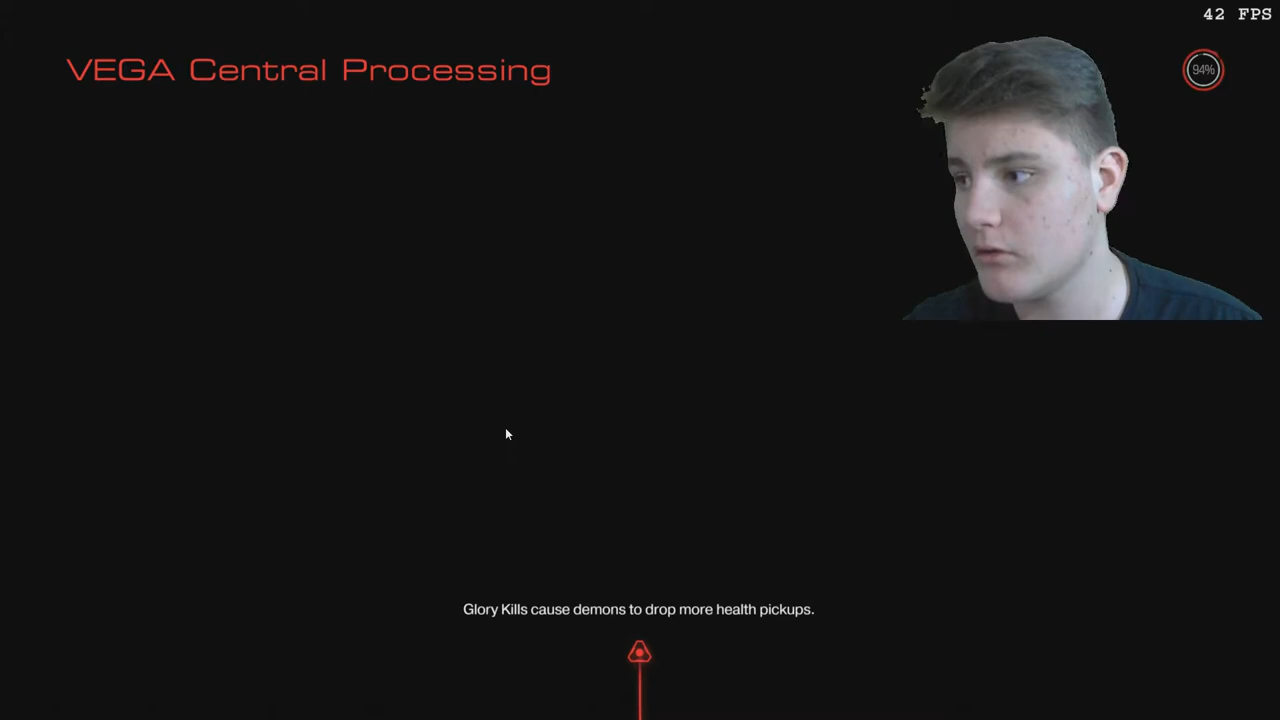 42 FPS
VEGA Central Processing
94%
Glory Kills cause demons to drop more health pickups.